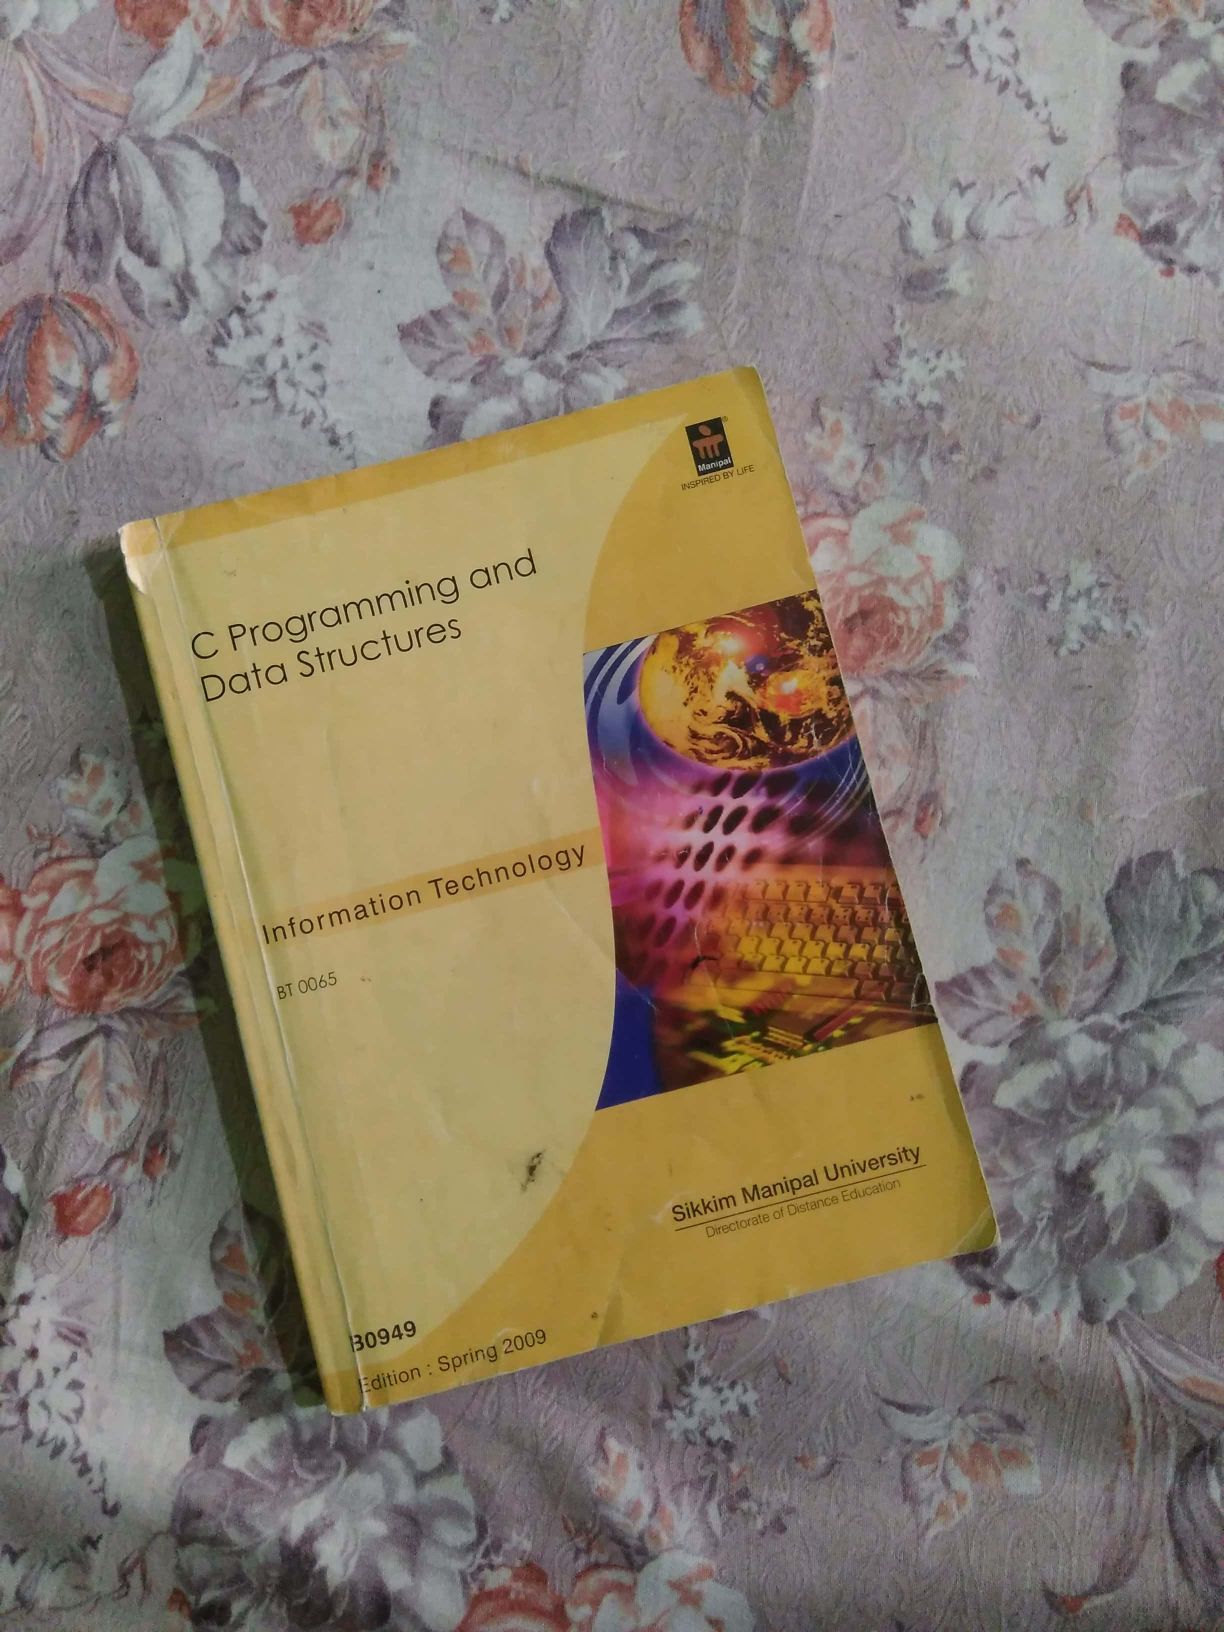 Manipal
INSPIRED BY LIFE
C Programming and
Data Structures
Information Technology
BT 0065
Sikkim Manipal University
Directorate of Distance Education
B0949
Edition : Spring 2009